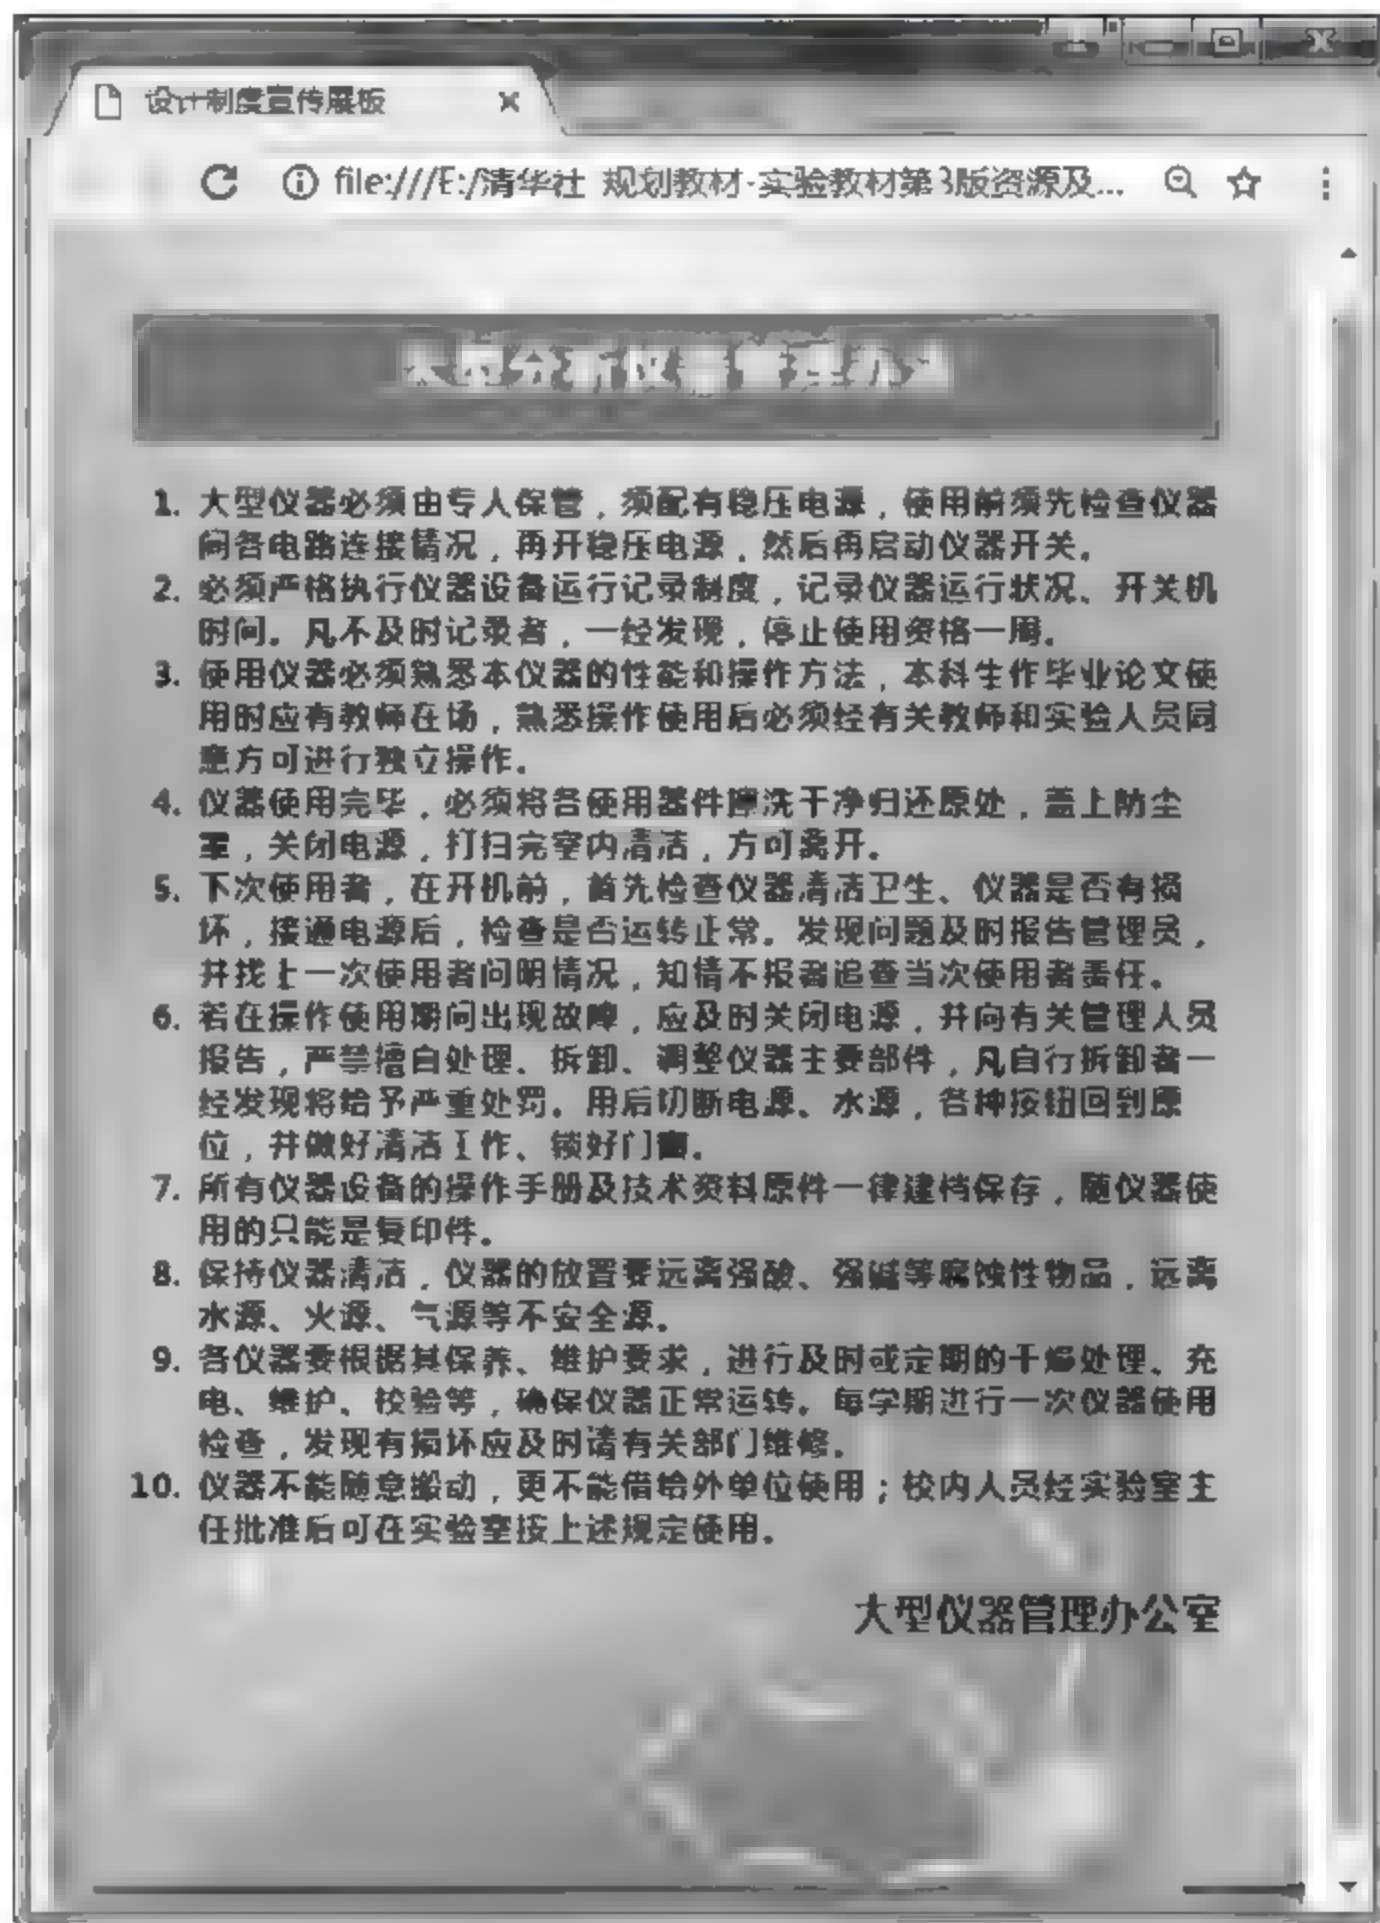 设计制度宣传展板
file:///E:/清华社 规划教材-实验教材第3版资源及...
大型分析仪器管理办法
1. 大型仪器必须由专人保管，须配有稳压电源，使用前须先检查仪器
间各电路连接情况，再开稳压电源，然后再启动仪器开关。
2. 必须严格执行仪器设备运行记录制度，记录仪器运行状况、开关机
时间。凡不及时记录者，一经发现，停止使用资格一周。
3. 使用仪器必须熟悉本仪器的性能和操作方法，本科生作毕业论文使
用时应有教师在场，熟悉操作使用后必须经有关教师和实验人员同
意方可进行独立操作。
4. 仪器使用完毕，必须将各使用器件擦洗干净归还原处，盖上防尘
罩，关闭电源，打扫完室内清洁，方可离开。
5. 下次使用者，在开机前，首先检查仪器清洁卫生、仪器是否有损
坏，接通电源后，检查是否运转正常。发现问题及时报告管理员，
并找上一次使用者问明情况，知情不报者追查当次使用者责任。
6. 若在操作使用期间出现故障，应及时关闭电源，并向有关管理人员
报告，严禁擅自处理、拆卸、调整仪器主要部件，凡自行拆卸者一
经发现将给予严重处罚。用后切断电源、水源，各种按钮回到原
位，并做好清洁工作、锁好门窗。
7. 所有仪器设备的操作手册及技术资料原件一律建档保存，随仪器使
用的只能是复印件。
8. 保持仪器清洁，仪器的放置要远离强酸、强碱等腐蚀性物品，远离
水源、火源、气源等不安全源。
9. 各仪器要根据其保养、维护要求，进行及时或定期的干燥处理、充
电、维护、校验等，确保仪器正常运转。每学期进行一次仪器使用
检查，发现有损坏应及时请有关部门维修。
10. 仪器不能随意搬动，更不能借给外单位使用；校内人员经实验室主
任批准后可在实验室按上述规定使用。
大型仪器管理办公室